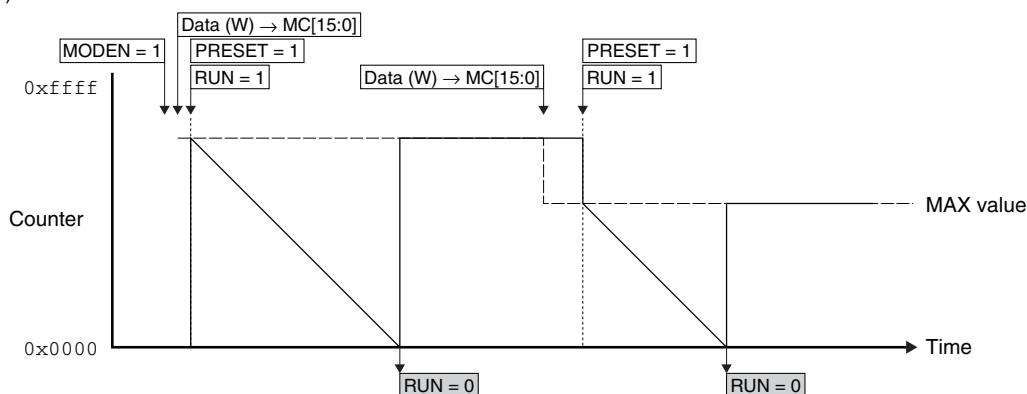 )
Data (W) → MC[15:0]
MODEN = 1
PRESET = 1
PRESET = 1
0xffff
RUN = 1
Data (W) → MC[15:0]
RUN = 1
Counter
MAX value
0x0000
Time
RUN = 0
RUN = 0